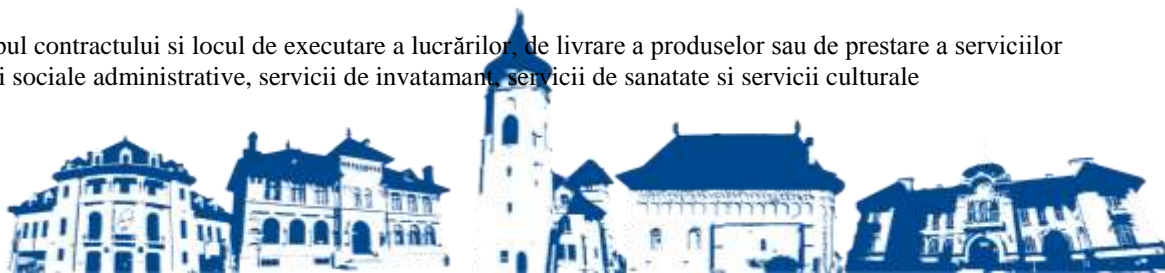 pul contractului si locul de executare a lucrărilor, de livrare a produselor sau de prestare a serviciilor
i sociale administrative, servicii de invatamant, servicii de sanatate si servicii culturale